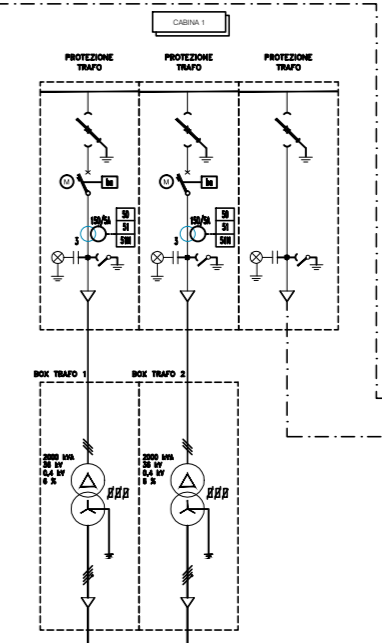 CABINA 1
PROTEZIONE
TRAFO
PROTEZIONE
TRAFO
PROTEZIONE
TRAFO
M
M
150/5A
50
51
51N
3
150/5A
50
51
3
BOX TRAFO 1
BOX TRAFO 2
2000 kVA
36 kV
0,4 kV
6 %
2000 kVA
36 kV
0,4 kV
6 %